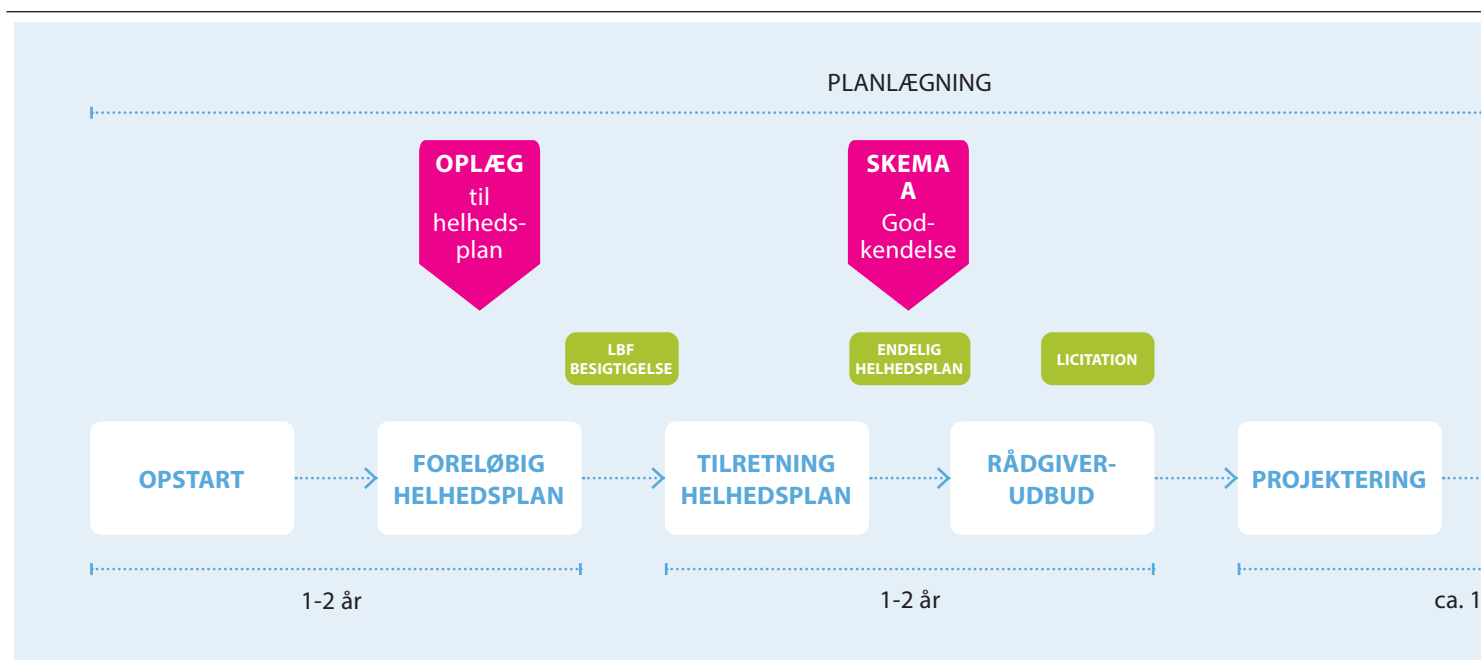 PLANLÆGNING
OPLÆG
til
helheds-
plan
SKEMA
A
God-
kendelse
LBF
BESIGTIGELSE
ENDELIG
HELHEDSPLAN
LICITATION
OPSTART
FORELØBIG
HELHEDSPLAN
TILRETNING
HELHEDSPLAN
RÅDGIVER-
UDBUD
PROJEKTERING
1-2 år
1-2 år
ca. 1